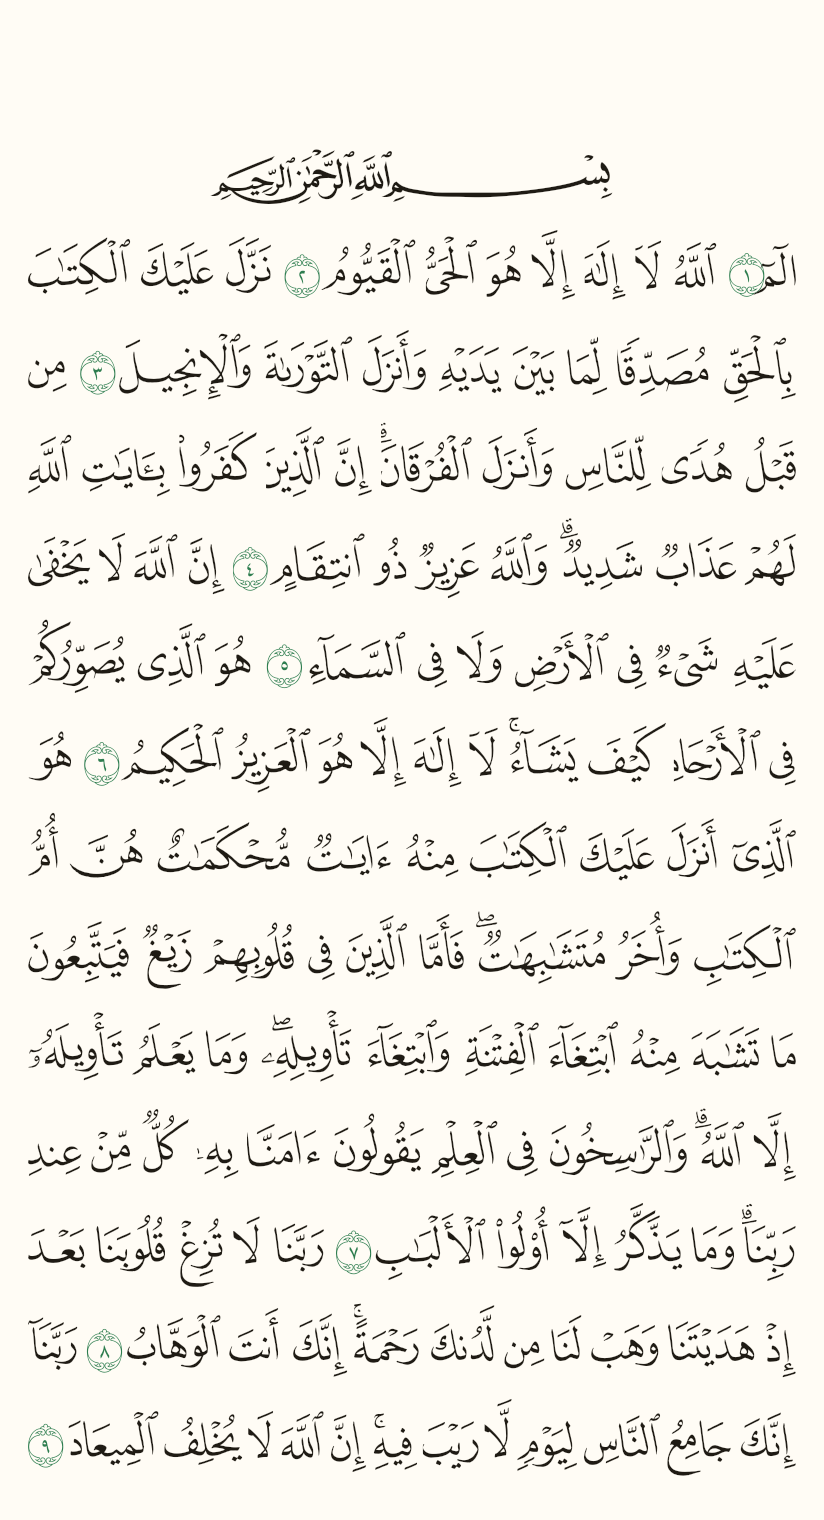 بِسْمِ ٱللَّهِ ٱلرَّحْمَٰنِ ٱلرَّحِيمِ
الٓمٓ ١ ٱللَّهُ لَآ إِلَٰهَ إِلَّا هُوَ ٱلْحَىُّ ٱلْقَيُّومُ ٢ نَزَّلَ عَلَيْكَ ٱلْكِتَٰبَ
بِٱلْحَقِّ مُصَدِّقًا لِّمَا بَيْنَ يَدَيْهِ وَأَنزَلَ ٱلتَّوْرَىٰةَ وَٱلْإِنجِيلَ ٣ مِن
قَبْلُ هُدًى لِّلنَّاسِ وَأَنزَلَ ٱلْفُرْقَانَ ۗ إِنَّ ٱلَّذِينَ كَفَرُوا۟ بِـَٔايَٰتِ ٱللَّهِ
لَهُمْ عَذَابٌ شَدِيدٌ ۗ وَٱللَّهُ عَزِيزٌ ذُو ٱنتِقَامٍ ٤ إِنَّ ٱللَّهَ لَا يَخْفَىٰ
عَلَيْهِ شَىْءٌ فِى ٱلْأَرْضِ وَلَا فِى ٱلسَّمَآءِ ٥ هُوَ ٱلَّذِى يُصَوِّرُكُمْ
فِى ٱلْأَرْحَامِ كَيْفَ يَشَآءُ ۚ لَآ إِلَٰهَ إِلَّا هُوَ ٱلْعَزِيزُ ٱلْحَكِيمُ ٦ هُوَ
ٱلَّذِىٓ أَنزَلَ عَلَيْكَ ٱلْكِتَٰبَ مِنْهُ ءَايَٰتٌ مُّحْكَمَٰتٌ هُنَّ أُمُّ
ٱلْكِتَٰبِ وَأُخَرُ مُتَشَٰبِهَٰتٌ ۖ فَأَمَّا ٱلَّذِينَ فِى قُلُوبِهِمْ زَيْغٌ فَيَتَّبِعُونَ
مَا تَشَٰبَهَ مِنْهُ ٱبْتِغَآءَ ٱلْفِتْنَةِ وَٱبْتِغَآءَ تَأْوِيلِهِۦ ۖ وَمَا يَعْلَمُ تَأْوِيلَهُۥٓ
إِلَّا ٱللَّهُ ۗ وَٱلرَّٰسِخُونَ فِى ٱلْعِلْمِ يَقُولُونَ ءَامَنَّا بِهِۦ كُلٌّ مِّنْ عِندِ
رَبِّنَا ۗ وَمَا يَذَّكَّرُ إِلَّآ أُو۟لُوا۟ ٱلْأَلْبَٰبِ ٧ رَبَّنَا لَا تُزِغْ قُلُوبَنَا بَعْدَ
إِذْ هَدَيْتَنَا وَهَبْ لَنَا مِن لَّدُنكَ رَحْمَةً ۚ إِنَّكَ أَنتَ ٱلْوَهَّابُ ٨ رَبَّنَآ
إِنَّكَ جَامِعُ ٱلنَّاسِ لِيَوْمٍ لَّا رَيْبَ فِيهِ ۚ إِنَّ ٱللَّهَ لَا يُخْلِفُ ٱلْمِيعَادَ ٩